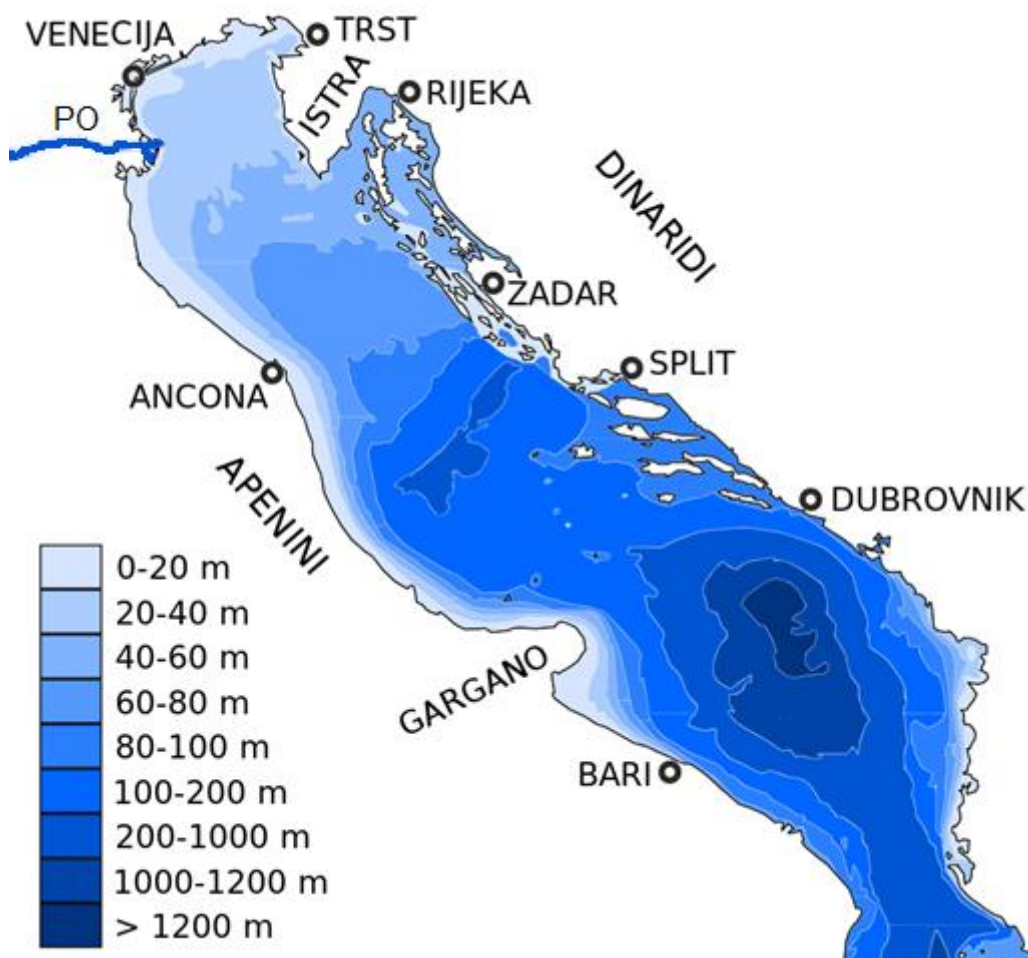 VENECIJA
TRST
ISTRA
RIJEKA
PO
DINARIDI
ZADAR
SPLIT
ANCONA
APENINI
DUBROVNIK
GARGANO
BARI
0-20 m
20-40 m
40-60 m
60-80 m
80-100 m
100-200 m
200-1000 m
1000-1200 m
> 1200 m